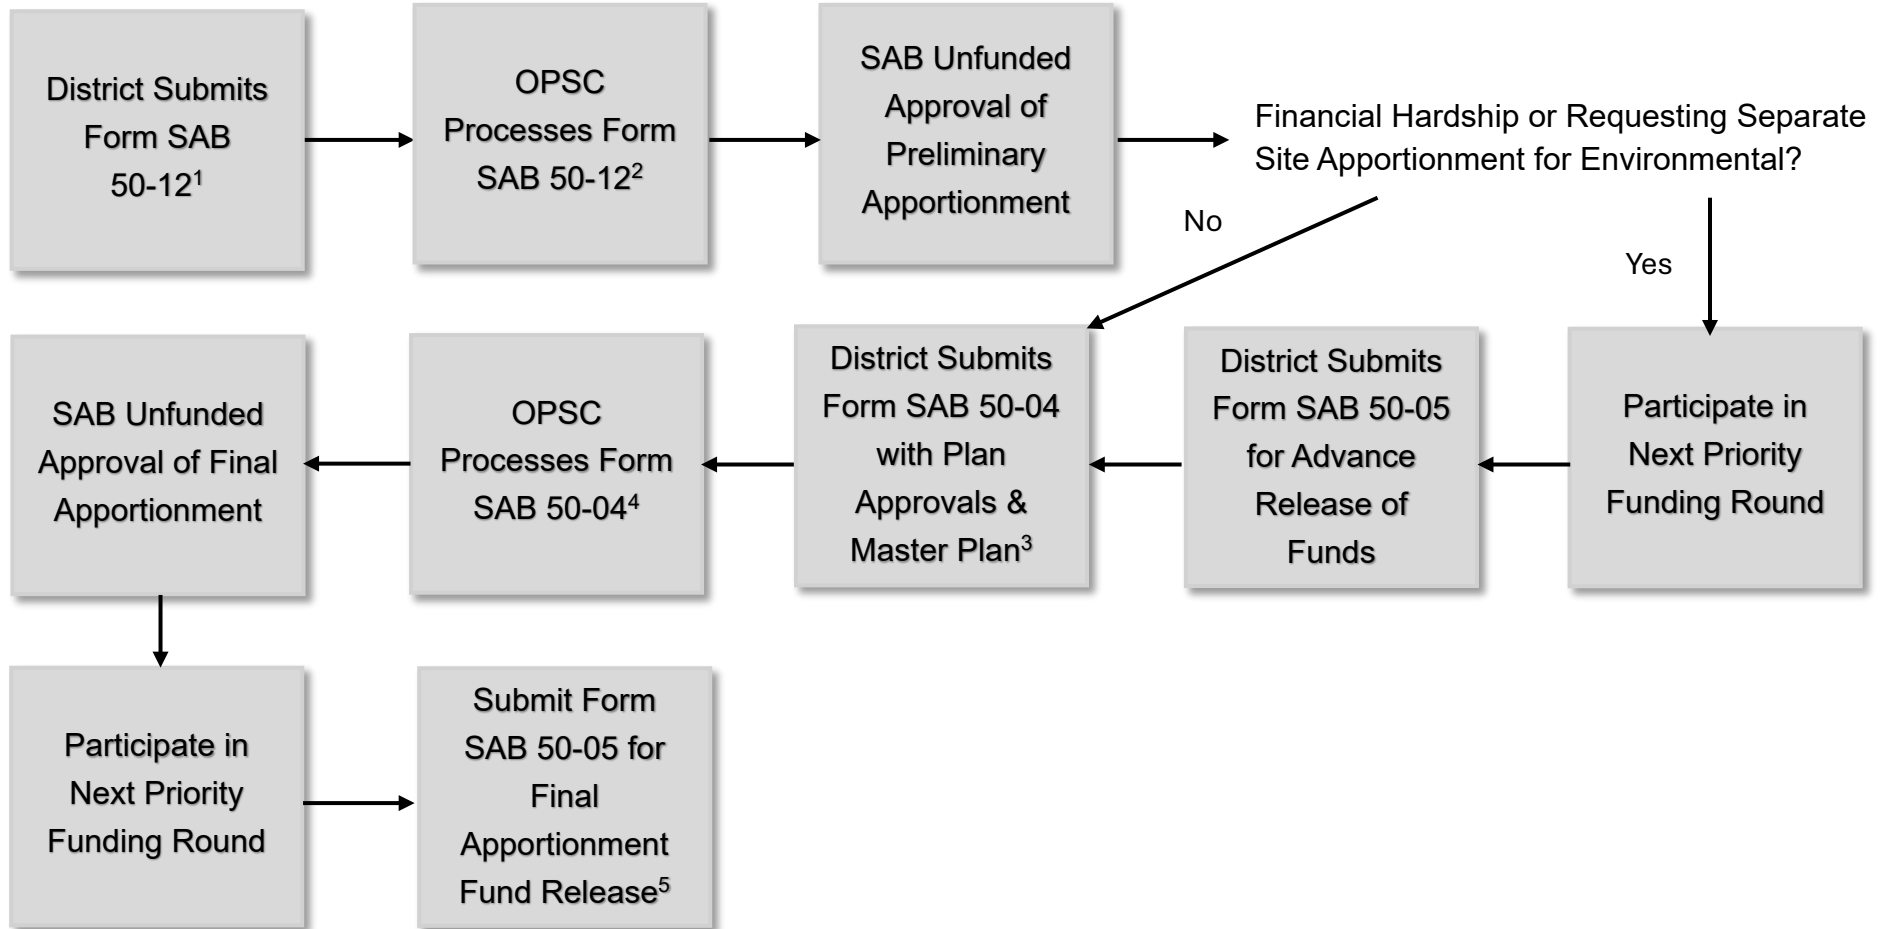 District Submits
Form SAB
50-12¹
OPSC
Processes Form
SAB 50-12²
SAB Unfunded
Approval of
Preliminary
Apportionment
Financial Hardship or Requesting Separate
Site Apportionment for Environmental?
No
Yes
Participate in
Next Priority
Funding Round
District Submits
Form SAB 50-05
for Advance
Release of
Funds
District Submits
Form SAB 50-04
with Plan
Approvals &
Master Plan³
OPSC
Processes Form
SAB 50-04⁴
SAB Unfunded
Approval of Final
Apportionment
Participate in
Next Priority
Funding Round
Submit Form
SAB 50-05 for
Final
Apportionment
Fund Release⁵